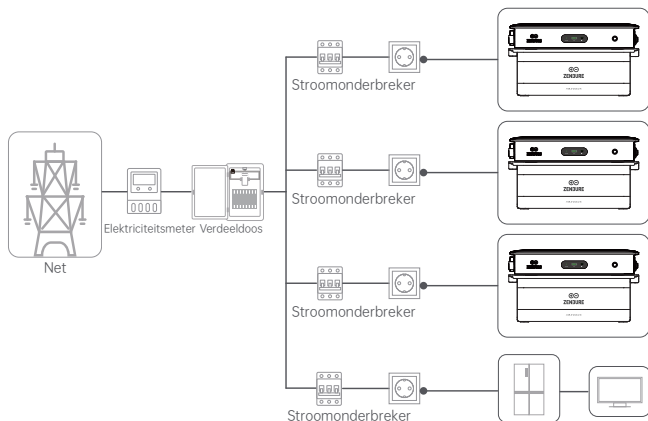 Stroomonderbreker
ZENDURE
Stroomonderbreker
ZENDURE
Elektriciteitsmeter Verdeeldoos
Net
Stroomonderbreker
ZENDURE
Stroomonderbreker